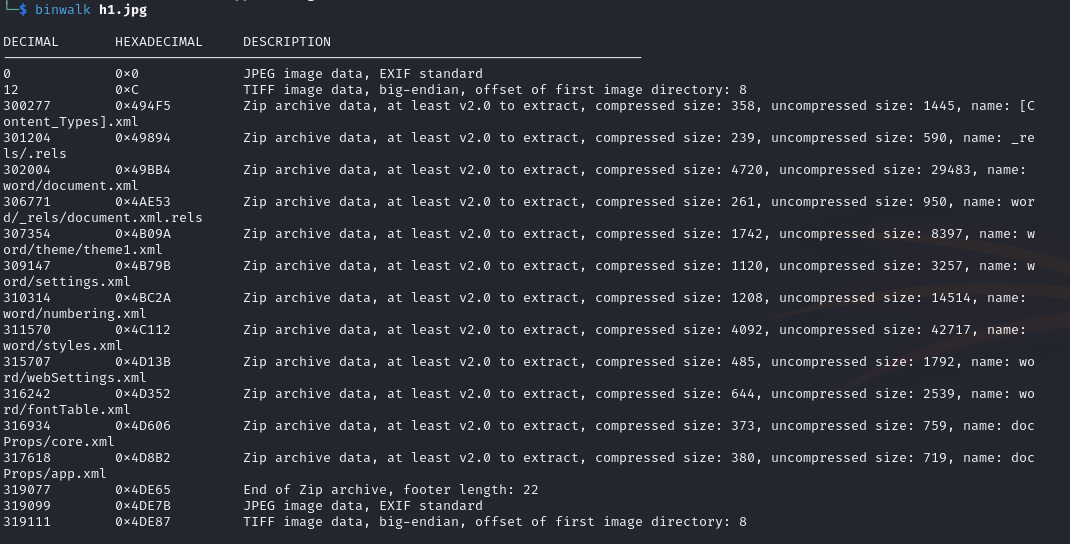 └─$ binwalk h1.jpg
DECIMAL       HEXADECIMAL     DESCRIPTION
--------------------------------------------------------------------------------
0             0×0             JPEG image data, EXIF standard
12            0×C             TIFF image data, big-endian, offset of first image directory: 8
300277        0×494F5         Zip archive data, at least v2.0 to extract, compressed size: 358, uncompressed size: 1445, name: [C
ontent_Types].xml
301204        0×49894         Zip archive data, at least v2.0 to extract, compressed size: 239, uncompressed size: 590, name: _re
ls/.rels
302004        0×49BB4         Zip archive data, at least v2.0 to extract, compressed size: 4720, uncompressed size: 29483, name:
word/document.xml
306771        0×4AE53         Zip archive data, at least v2.0 to extract, compressed size: 261, uncompressed size: 950, name: wor
d/_rels/document.xml.rels
307354        0×4B09A         Zip archive data, at least v2.0 to extract, compressed size: 1742, uncompressed size: 8397, name: w
ord/theme/theme1.xml
309147        0×4B79B         Zip archive data, at least v2.0 to extract, compressed size: 1120, uncompressed size: 3257, name: w
ord/settings.xml
310314        0×4BC2A         Zip archive data, at least v2.0 to extract, compressed size: 1208, uncompressed size: 14514, name:
word/numbering.xml
311570        0×4C112         Zip archive data, at least v2.0 to extract, compressed size: 4092, uncompressed size: 42717, name:
word/styles.xml
315707        0×4D13B         Zip archive data, at least v2.0 to extract, compressed size: 485, uncompressed size: 1792, name: wo
rd/webSettings.xml
316242        0×4D352         Zip archive data, at least v2.0 to extract, compressed size: 644, uncompressed size: 2539, name: wo
rd/fontTable.xml
316934        0×4D606         Zip archive data, at least v2.0 to extract, compressed size: 373, uncompressed size: 759, name: doc
Props/core.xml
317618        0×4D8B2         Zip archive data, at least v2.0 to extract, compressed size: 380, uncompressed size: 719, name: doc
Props/app.xml
319077        0×4DE65         End of Zip archive, footer length: 22
319099        0×4DE7B         JPEG image data, EXIF standard
319111        0×4DE87         TIFF image data, big-endian, offset of first image directory: 8